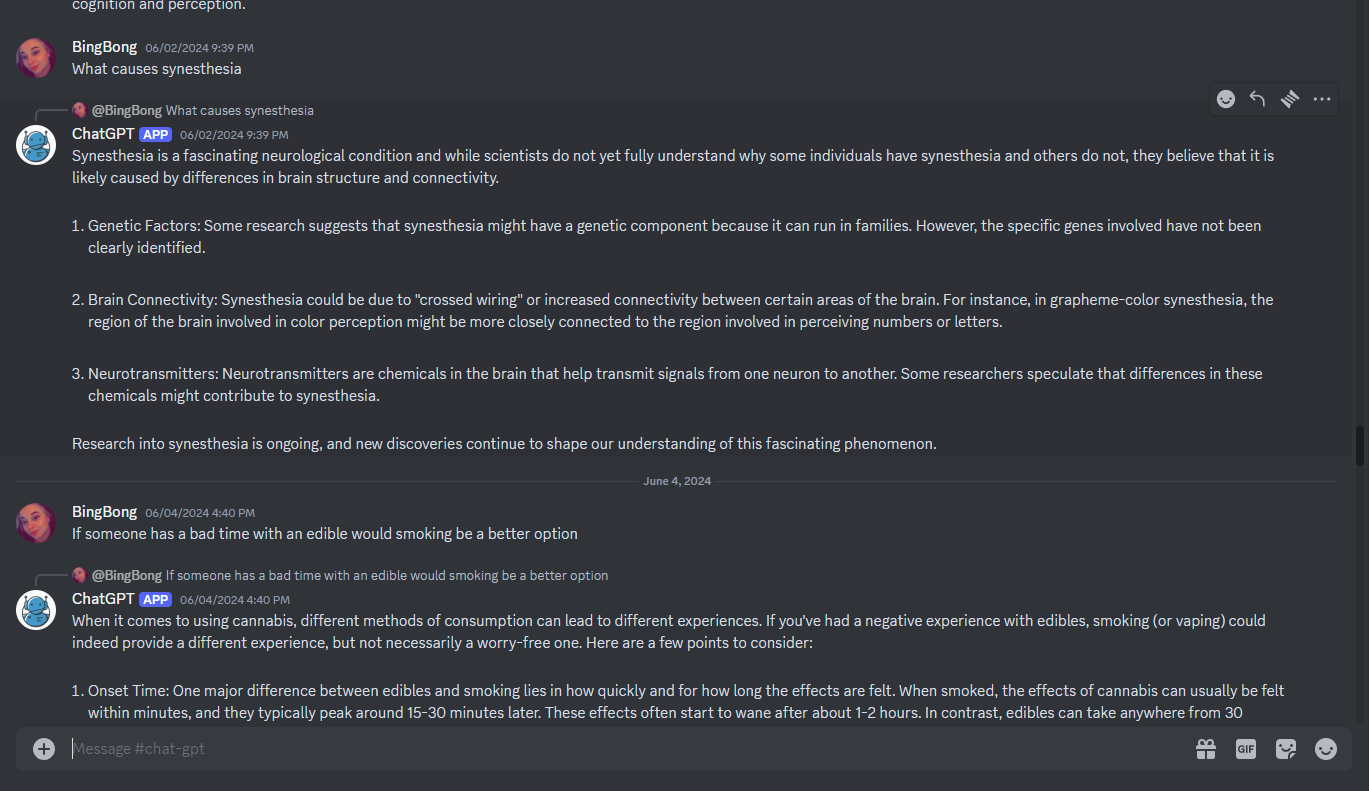 cognition and perception.
BingBong 06/02/2024 9:39 PM
What causes synesthesia
@BingBong What causes synesthesia
ChatGPT APP 06/02/2024 9:39 PM
Synesthesia is a fascinating neurological condition and while scientists do not yet fully understand why some individuals have synesthesia and others do not, they believe that it is
likely caused by differences in brain structure and connectivity.
1. Genetic Factors: Some research suggests that synesthesia might have a genetic component because it can run in families. However, the specific genes involved have not been
clearly identified.
2. Brain Connectivity: Synesthesia could be due to "crossed wiring" or increased connectivity between certain areas of the brain. For instance, in grapheme-color synesthesia, the
region of the brain involved in color perception might be more closely connected to the region involved in perceiving numbers or letters.
3. Neurotransmitters: Neurotransmitters are chemicals in the brain that help transmit signals from one neuron to another. Some researchers speculate that differences in these
chemicals might contribute to synesthesia.
Research into synesthesia is ongoing, and new discoveries continue to shape our understanding of this fascinating phenomenon.
June 4, 2024
BingBong 06/04/2024 4:40 PM
If someone has a bad time with an edible would smoking be a better option
@BingBong If someone has a bad time with an edible would smoking be a better option
ChatGPT APP 06/04/2024 4:40 PM
When it comes to using cannabis, different methods of consumption can lead to different experiences. If you've had a negative experience with edibles, smoking (or vaping) could
indeed provide a different experience, but not necessarily a worry-free one. Here are a few points to consider:
1. Onset Time: One major difference between edibles and smoking lies in how quickly and for how long the effects are felt. When smoked, the effects of cannabis can usually be felt
within minutes, and they typically peak around 15-30 minutes later. These effects often start to wane after about 1-2 hours. In contrast, edibles can take anywhere from 30
Message #chat-gpt
GIF